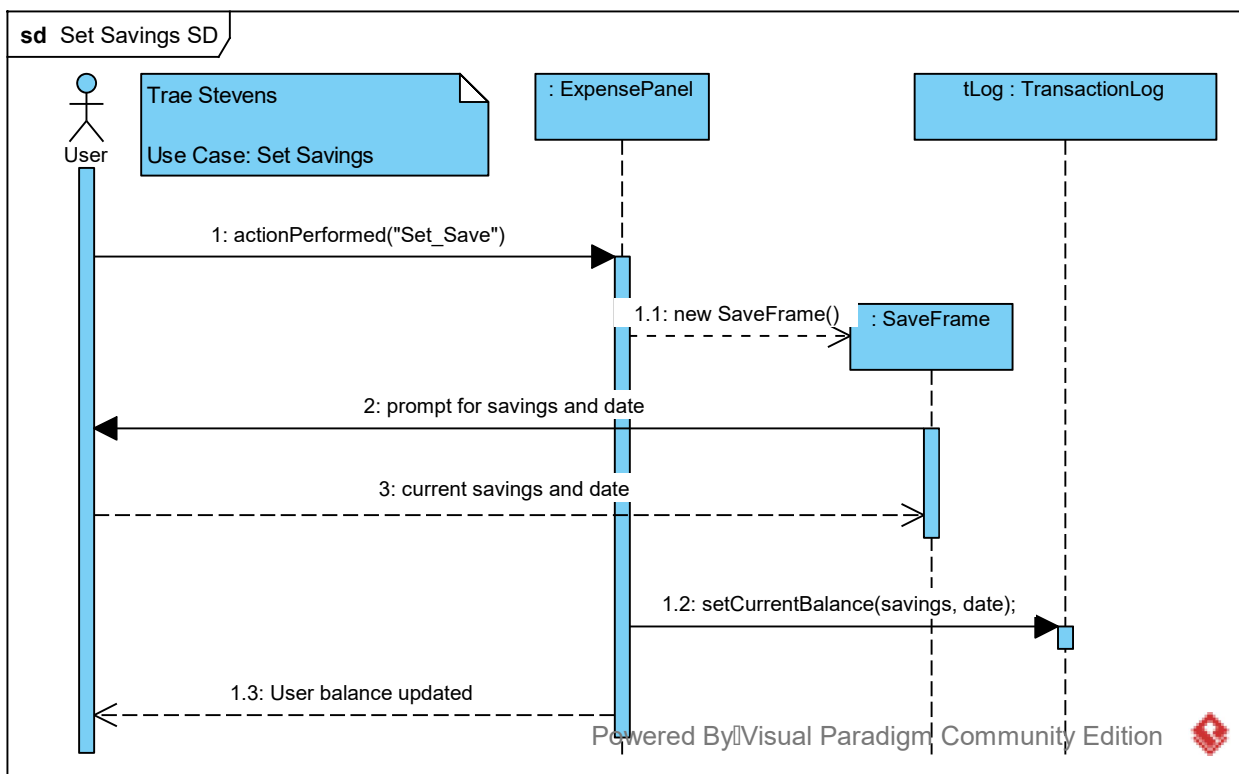 sd Set Savings SD
Trae Stevens
Use Case: Set Savings
: ExpensePanel
tLog : TransactionLog
User
1: actionPerformed("Set_Save")
1.1: new SaveFrame()
: SaveFrame
2: prompt for savings and date
3: current savings and date
1.2: setCurrentBalance(savings, date);
1.3: User balance updated
Powered By Visual Paradigm Community Edition